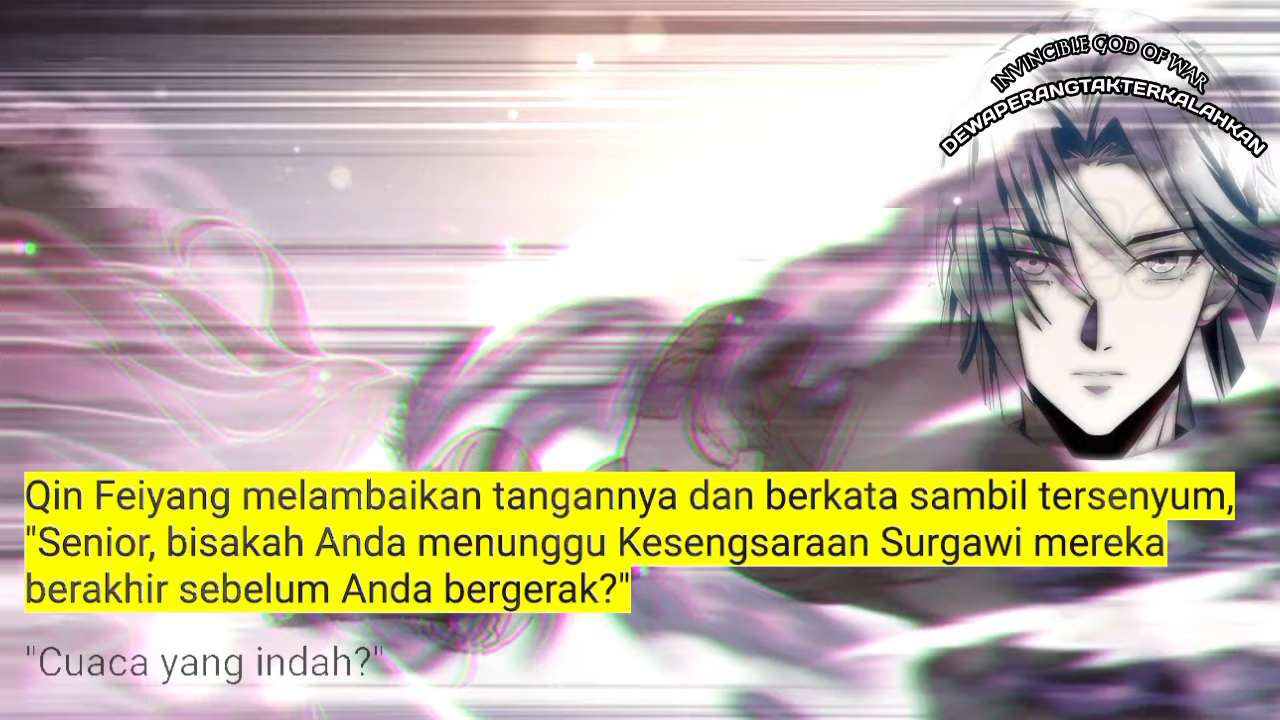 INVINCIBLE GOD OF WAR
DEWAPERANGTAKTERKALAHKAN
Qin Feiyang melambaikan tangannya dan berkata sambil tersenyum,
"Senior, bisakah Anda menunggu Kesengsaraan Surgawi mereka
berakhir sebelum Anda bergerak?"
"Cuaca yang indah?"